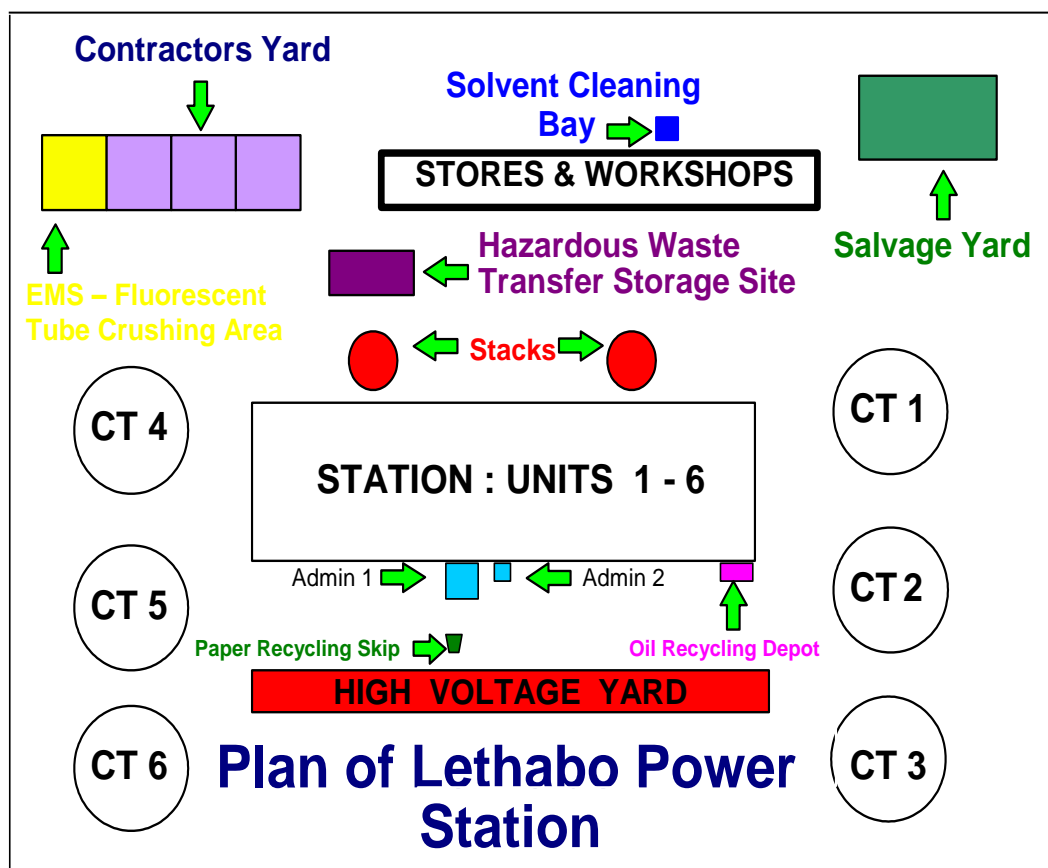 Contractors Yard
Solvent Cleaning
Bay
STORES & WORKSHOPS
Salvage Yard
Hazardous Waste
Transfer Storage Site
EMS – Fluorescent
Tube Crushing Area
Stacks
CT 4
CT 1
STATION : UNITS 1 - 6
Admin 1
Admin 2
CT 5
CT 2
Paper Recycling Skip
Oil Recycling Depot
HIGH VOLTAGE YARD
CT 6
CT 3
Plan of Lethabo Power
Station